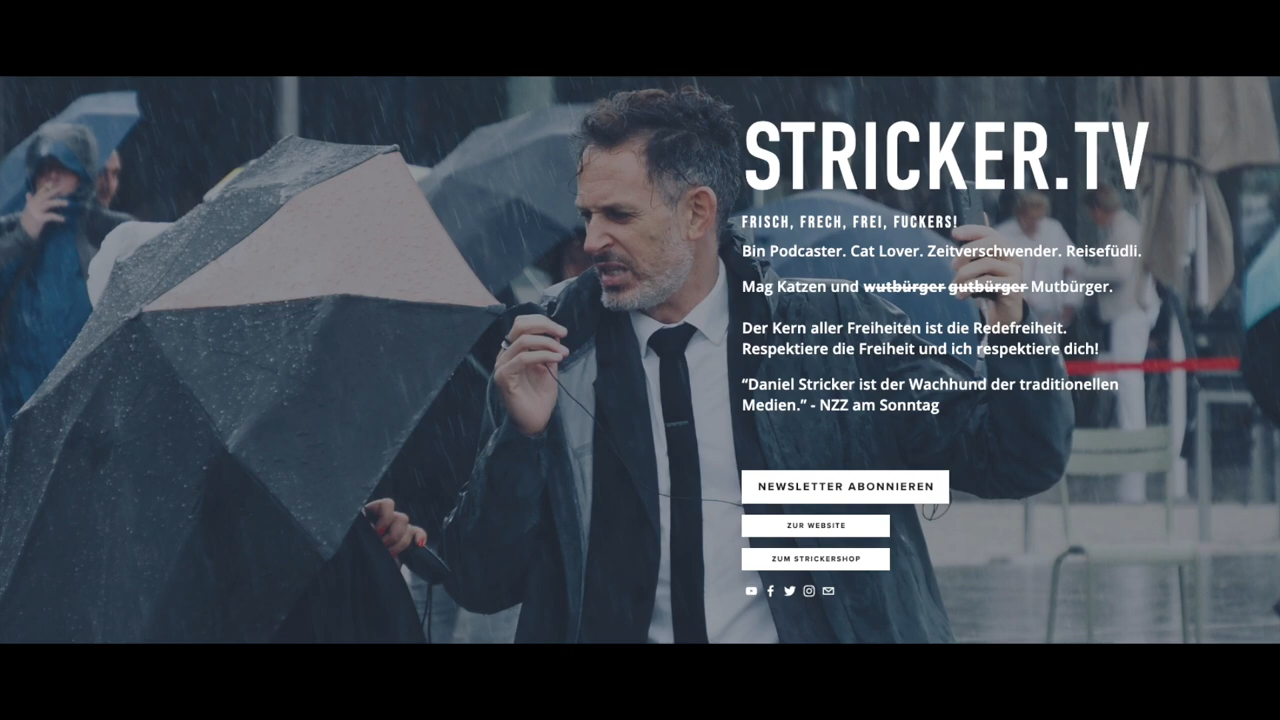 STRICKER.TV
FRISCH, FRECH, FREI, FUCKERS!
Bin Podcaster. Cat Lover. Zeitverschwender. Reisefüdli.
Mag Katzen und wutbürger gutbürger Mutbürger.
Der Kern aller Freiheiten ist die Redefreiheit.
Respektiere die Freiheit und ich respektiere dich!
“Daniel Stricker ist der Wachhund der traditionellen
Medien.” - NZZ am Sonntag
NEWSLETTER ABONNIEREN
ZUR WEBSITE
ZUM STRICKERSHOP